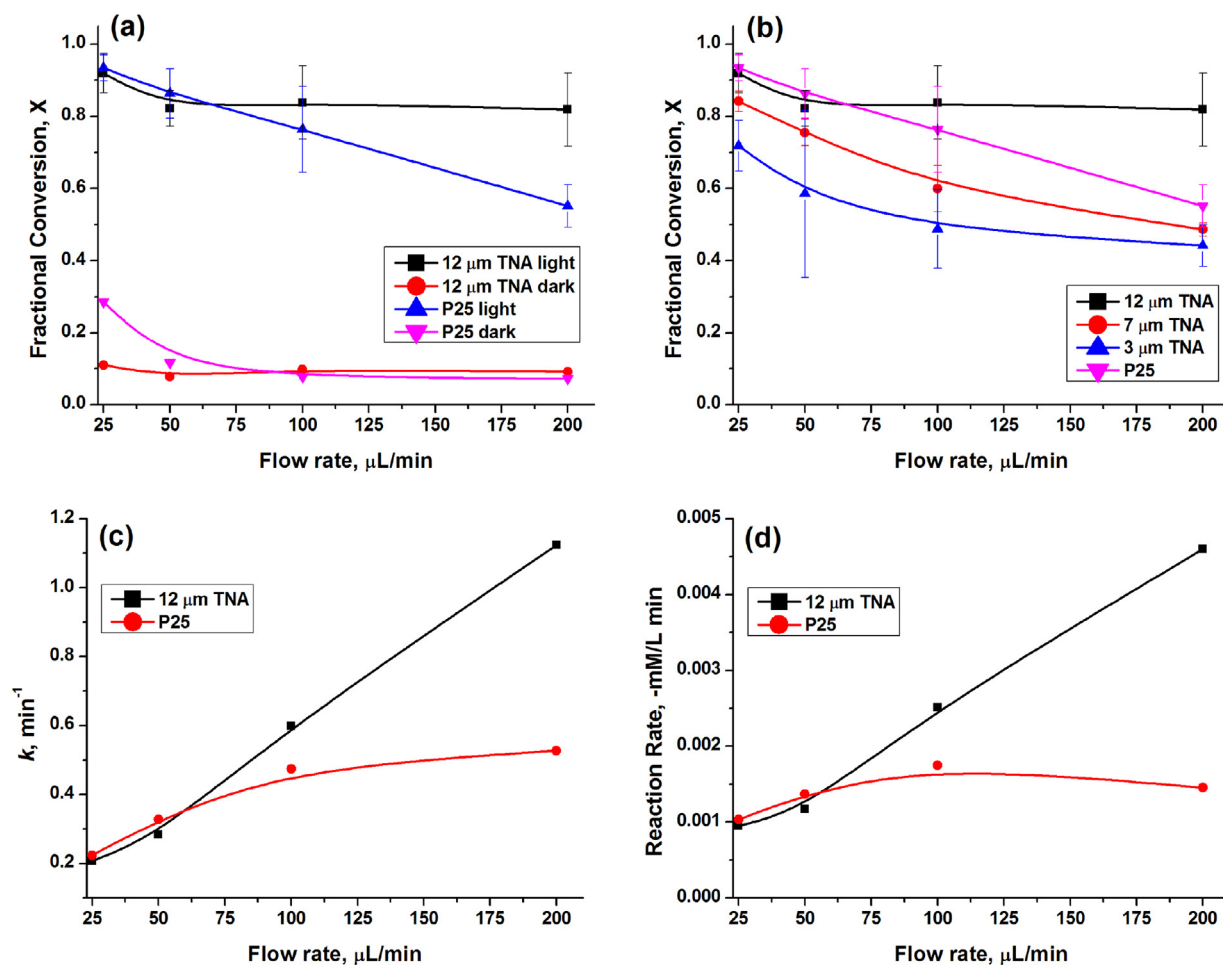 (a)
Fractional Conversion, X
1.0
0.8
0.6
0.4
0.2
0.0
12 μm TNA light
12 μm TNA dark
P25 light
P25 dark
25 50 75 100 125 150 175 200
Flow rate, μL/min
(b)
Fractional Conversion, X
1.0
0.8
0.6
0.4
0.2
0.0
12 μm TNA
7 μm TNA
3 μm TNA
P25
25 50 75 100 125 150 175 200
Flow rate, μL/min
(c)
k, min⁻¹
1.2
1.0
0.8
0.6
0.4
0.2
12 μm TNA
P25
25 50 75 100 125 150 175 200
Flow rate, μL/min
(d)
Reaction Rate, -mM/L min
0.005
0.004
0.003
0.002
0.001
0.000
12 μm TNA
P25
25 50 75 100 125 150 175 200
Flow rate, μL/min